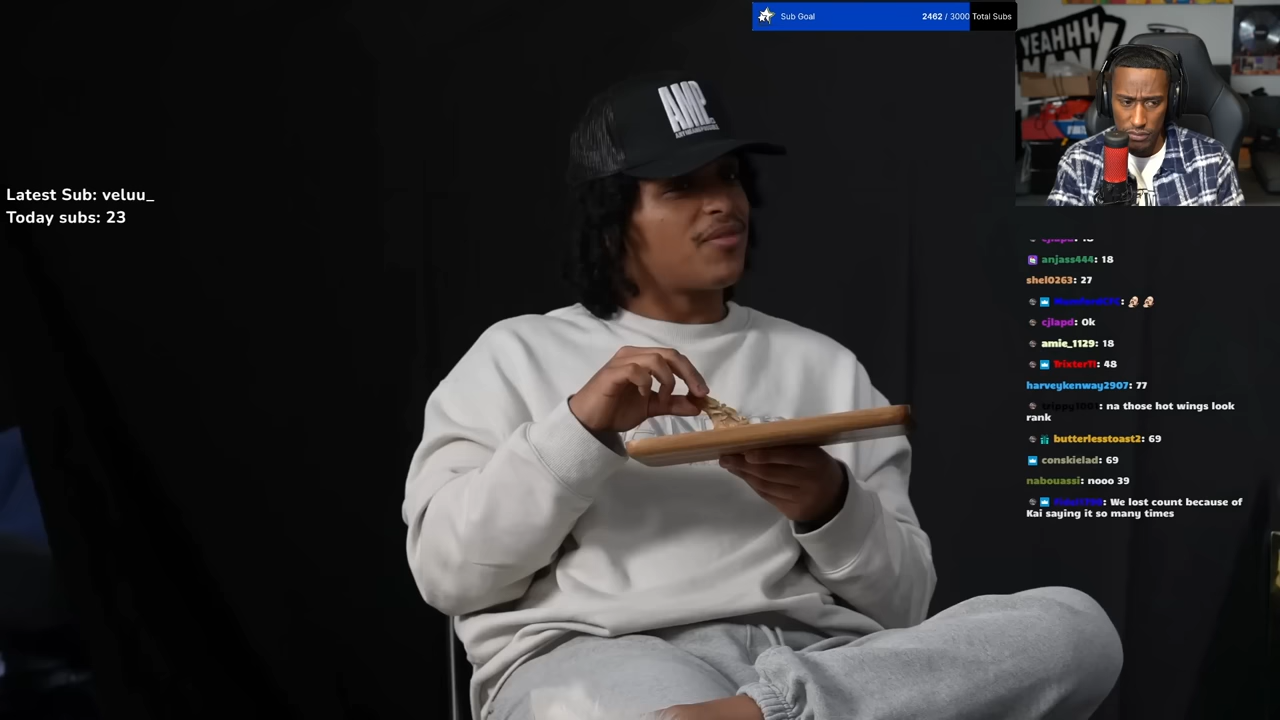 Sub Goal
2462 / 3000 Total Subs
YEAHHH
AMP
Latest Sub: veluu_
Today subs: 23
anjass444: 18
shel0263: 27
cjlapd: Ok
amie_1129: 18
Trixter11: 48
harveykenway2907: 77
: na those hot wings look
rank
butterlesstoast2: 69
conskielad: 69
nabouassi: nooo 39
: We lost count because of
Kai saying it so many times